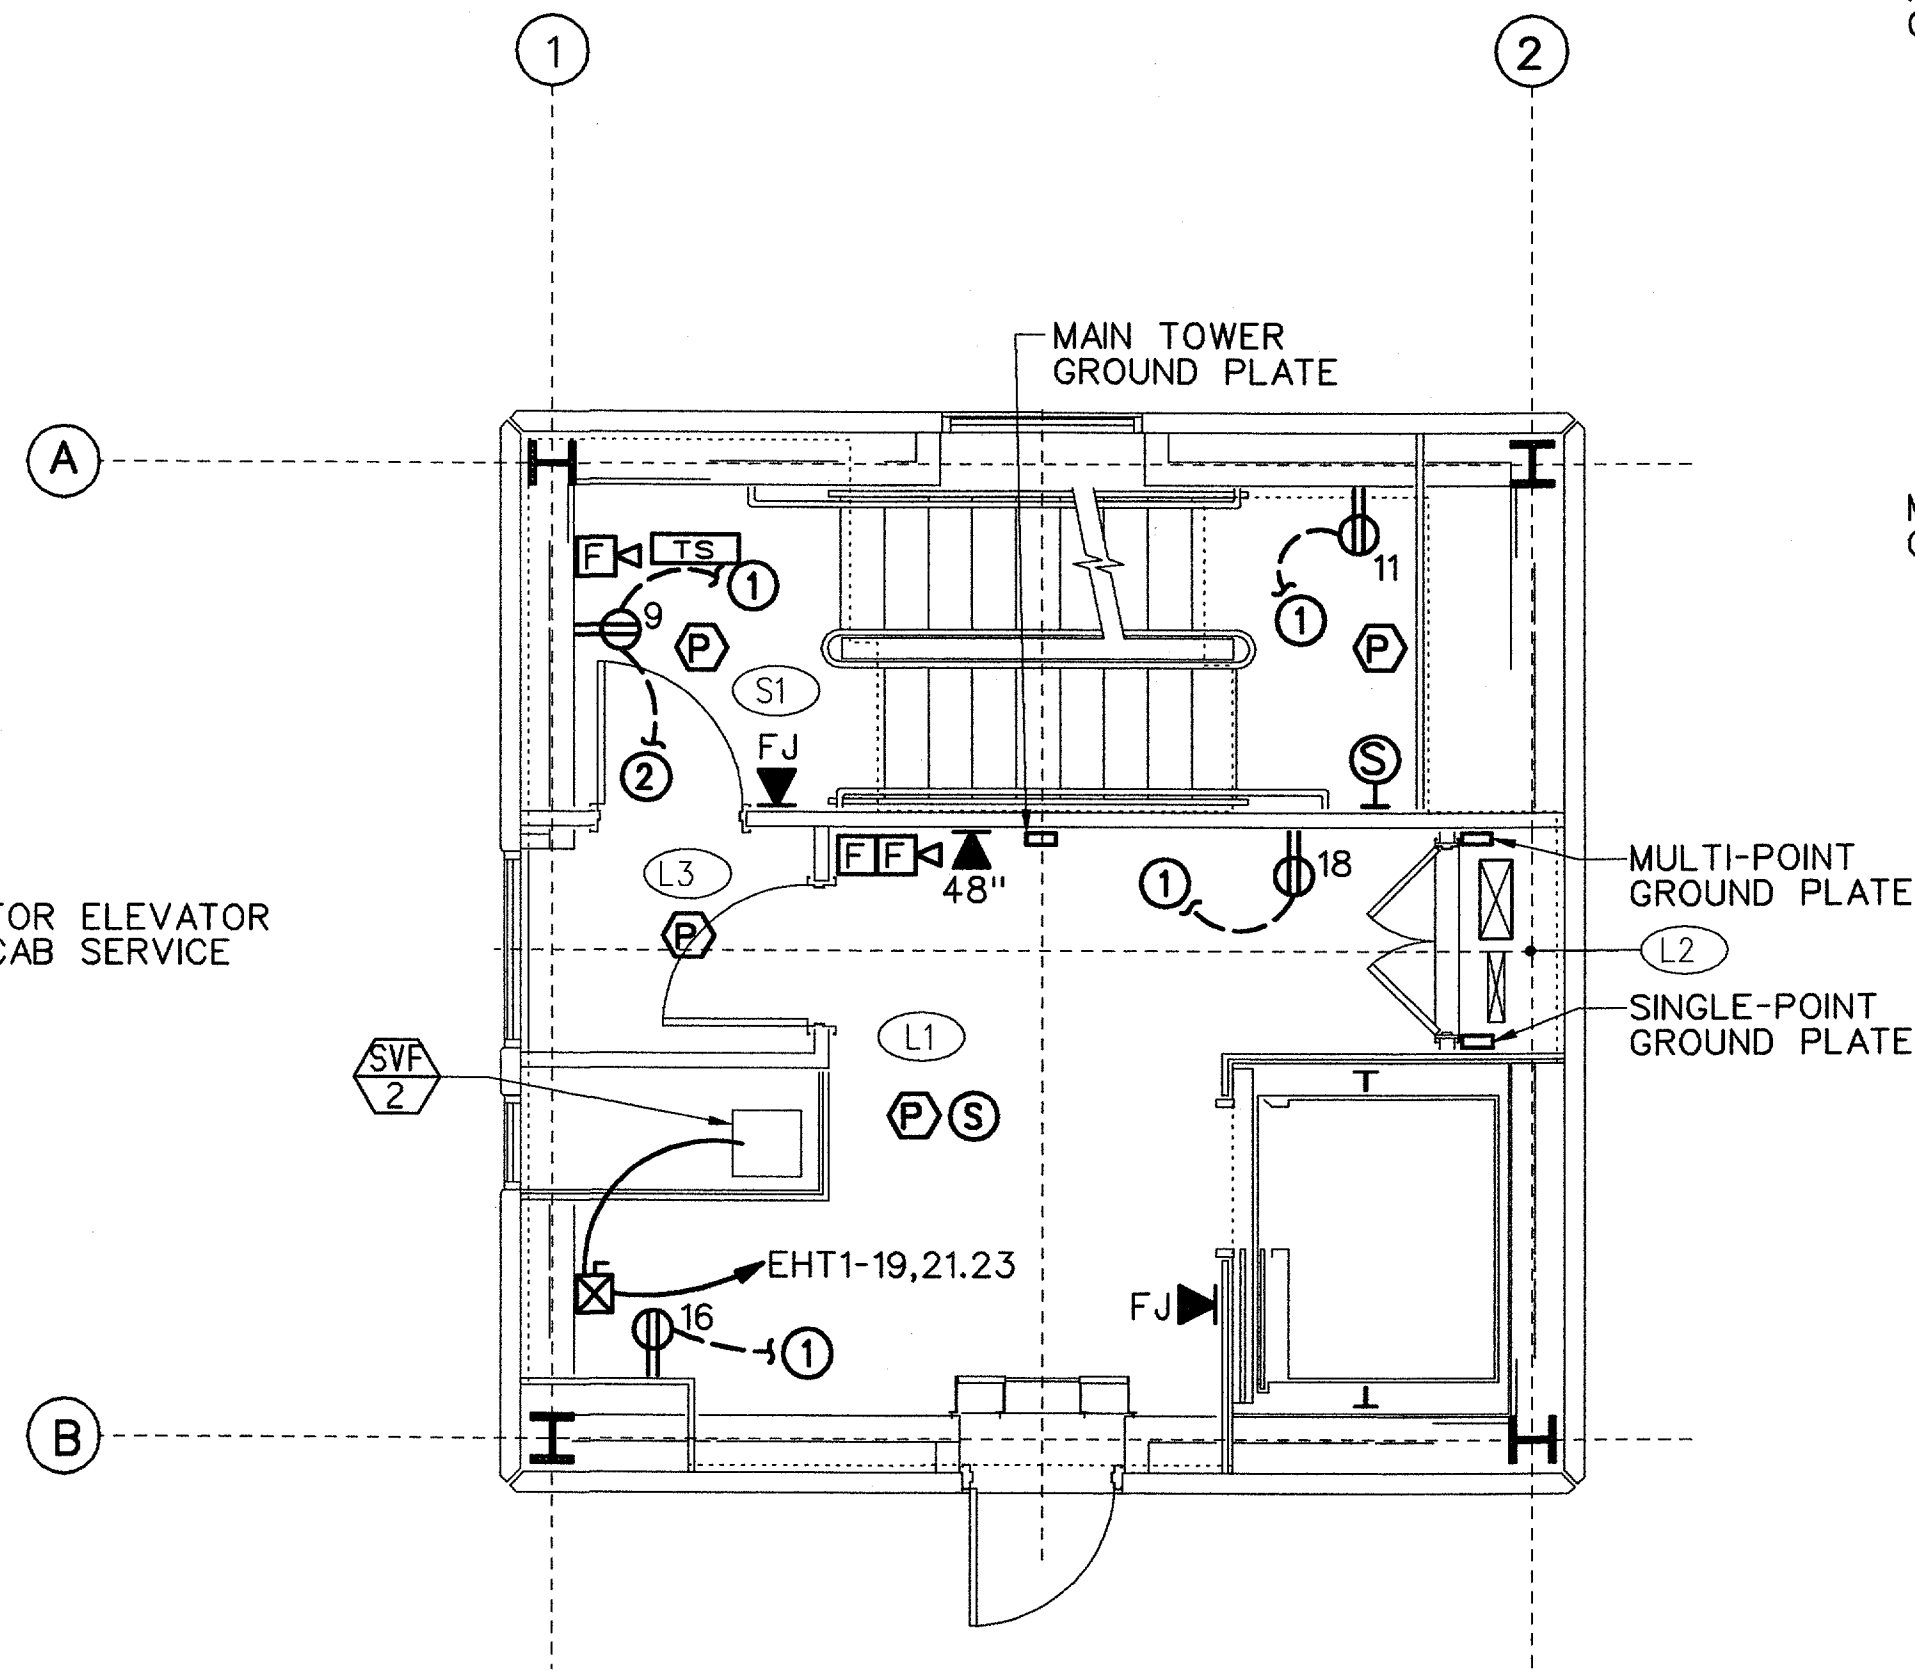 1
2
MAIN TOWER
GROUND PLATE
A
F
TS
1
9
P
S1
2
FJ
11
1
P
S
L3
P
F F
48"
1
18
MULTI-POINT
GROUND PLATE
L2
SINGLE-POINT
GROUND PLATE
TOR ELEVATOR
CAB SERVICE
SVF
2
L1
P S
EHT1-19,21.23
16
1
FJ
B